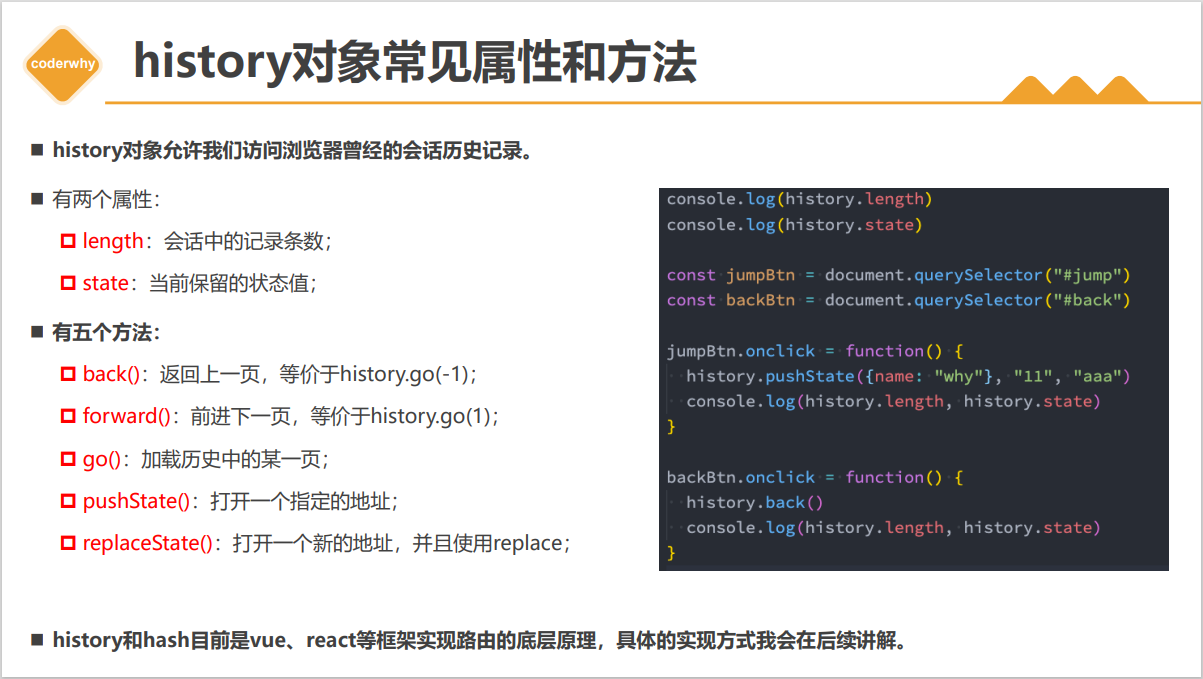 coderwhy
history对象常见属性和方法
history对象允许我们访问浏览器曾经的会话历史记录。
有两个属性：
length：会话中的记录条数；
state：当前保留的状态值；
有五个方法：
back()：返回上一页，等价于history.go(-1)；
forward()：前进下一页，等价于history.go(1)；
go()：加载历史中的某一页；
pushState()：打开一个指定的地址；
replaceState()：打开一个新的地址，并且使用replace；
console.log(history.length)
console.log(history.state)
const jumpBtn = document.querySelector("#jump")
const backBtn = document.querySelector("#back")
jumpBtn.onclick = function() {
  history.pushState({name: "why"}, "11", "aaa")
  console.log(history.length, history.state)
}
backBtn.onclick = function() {
  history.back()
  console.log(history.length, history.state)
}
history和hash目前是vue、react等框架实现路由的底层原理，具体的实现方式我会在后续讲解。